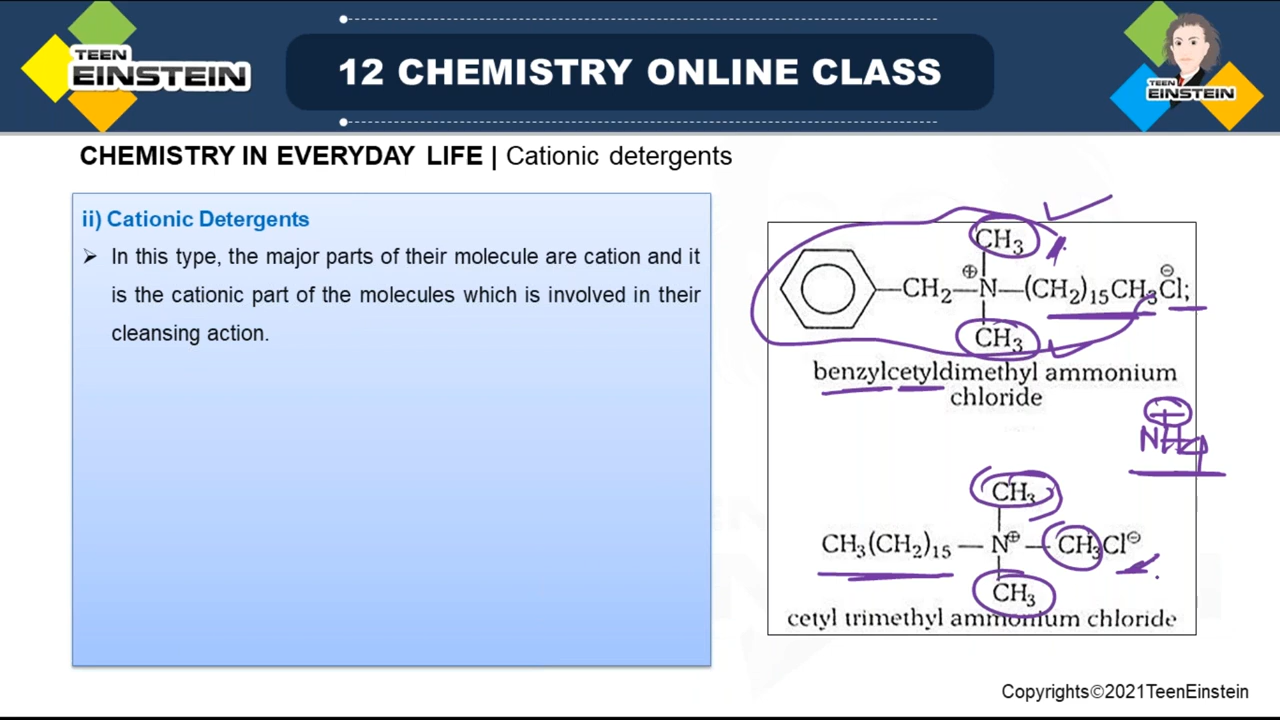 TEEN
EINSTEIN
12 CHEMISTRY ONLINE CLASS
TEEN
EINSTEIN
CHEMISTRY IN EVERYDAY LIFE | Cationic detergents
ii) Cationic Detergents
➢ In this type, the major parts of their molecule are cation and it
is the cationic part of the molecules which is involved in their
cleansing action.
CH₃
⊕ ⊖
—CH₂—N—(CH₂)₁₅CH₃Cl;
CH₃
benzylcetyldimethyl ammonium
chloride
+
NH4
CH₃
CH₃(CH₂)₁₅—N⊕—CH₃Cl⊖
CH₃
cetyl trimethyl ammonium chloride
Copyrights©2021TeenEinstein